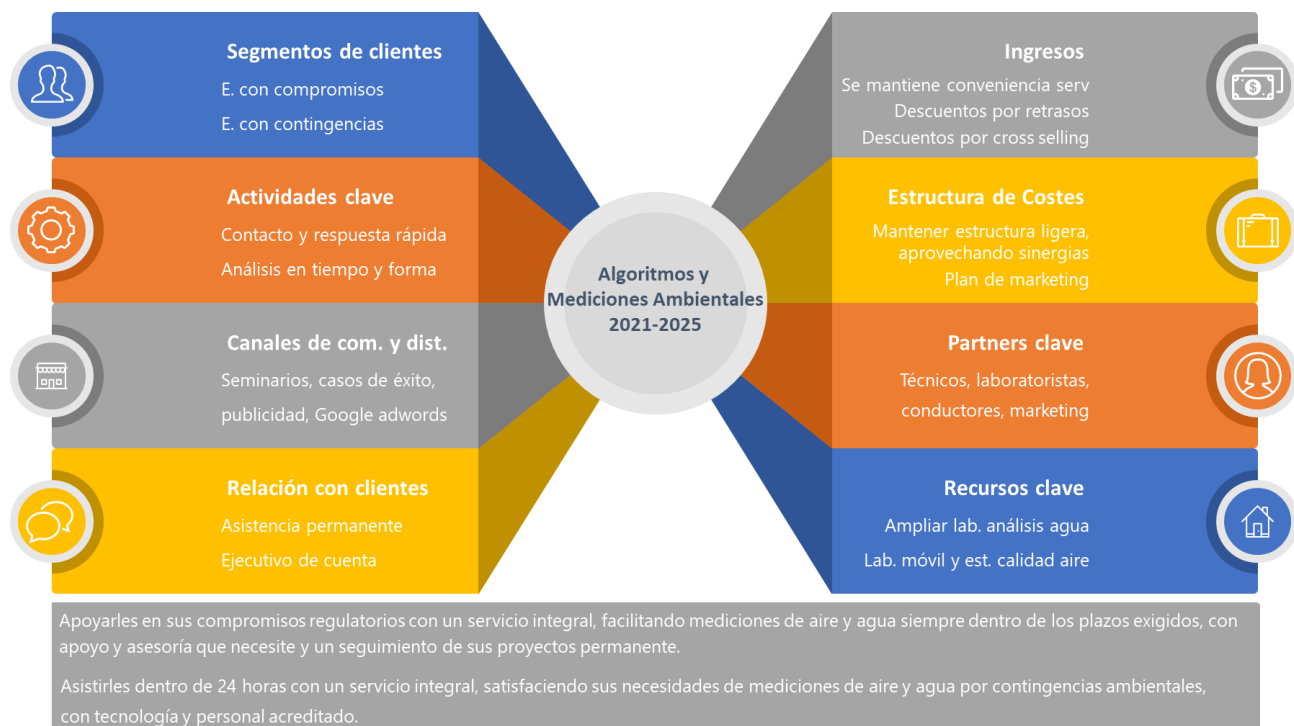 Segmentos de clientes
E. con compromisos
E. con contingencias
Actividades clave
Contacto y respuesta rápida
Análisis en tiempo y forma
Canales de com. y dist.
Seminarios, casos de éxito,
publicidad, Google adwords
Relación con clientes
Asistencia permanente
Ejecutivo de cuenta
Algoritmos y
Mediciones Ambientales
2021-2025
Ingresos
Se mantiene conveniencia serv
Descuentos por retrasos
Descuentos por cross selling
Estructura de Costes
Mantener estructura ligera,
aprovechando sinergias
Plan de marketing
Partners clave
Técnicos, laboratoristas,
conductores, marketing
Recursos clave
Ampliar lab. análisis agua
Lab. móvil y est. calidad aire
Apoyarles en sus compromisos regulatorios con un servicio integral, facilitando mediciones de aire y agua siempre dentro de los plazos exigidos, con
apoyo y asesoría que necesite y un seguimiento de sus proyectos permanente.
Asistirles dentro de 24 horas con un servicio integral, satisfaciendo sus necesidades de mediciones de aire y agua por contingencias ambientales,
con tecnología y personal acreditado.